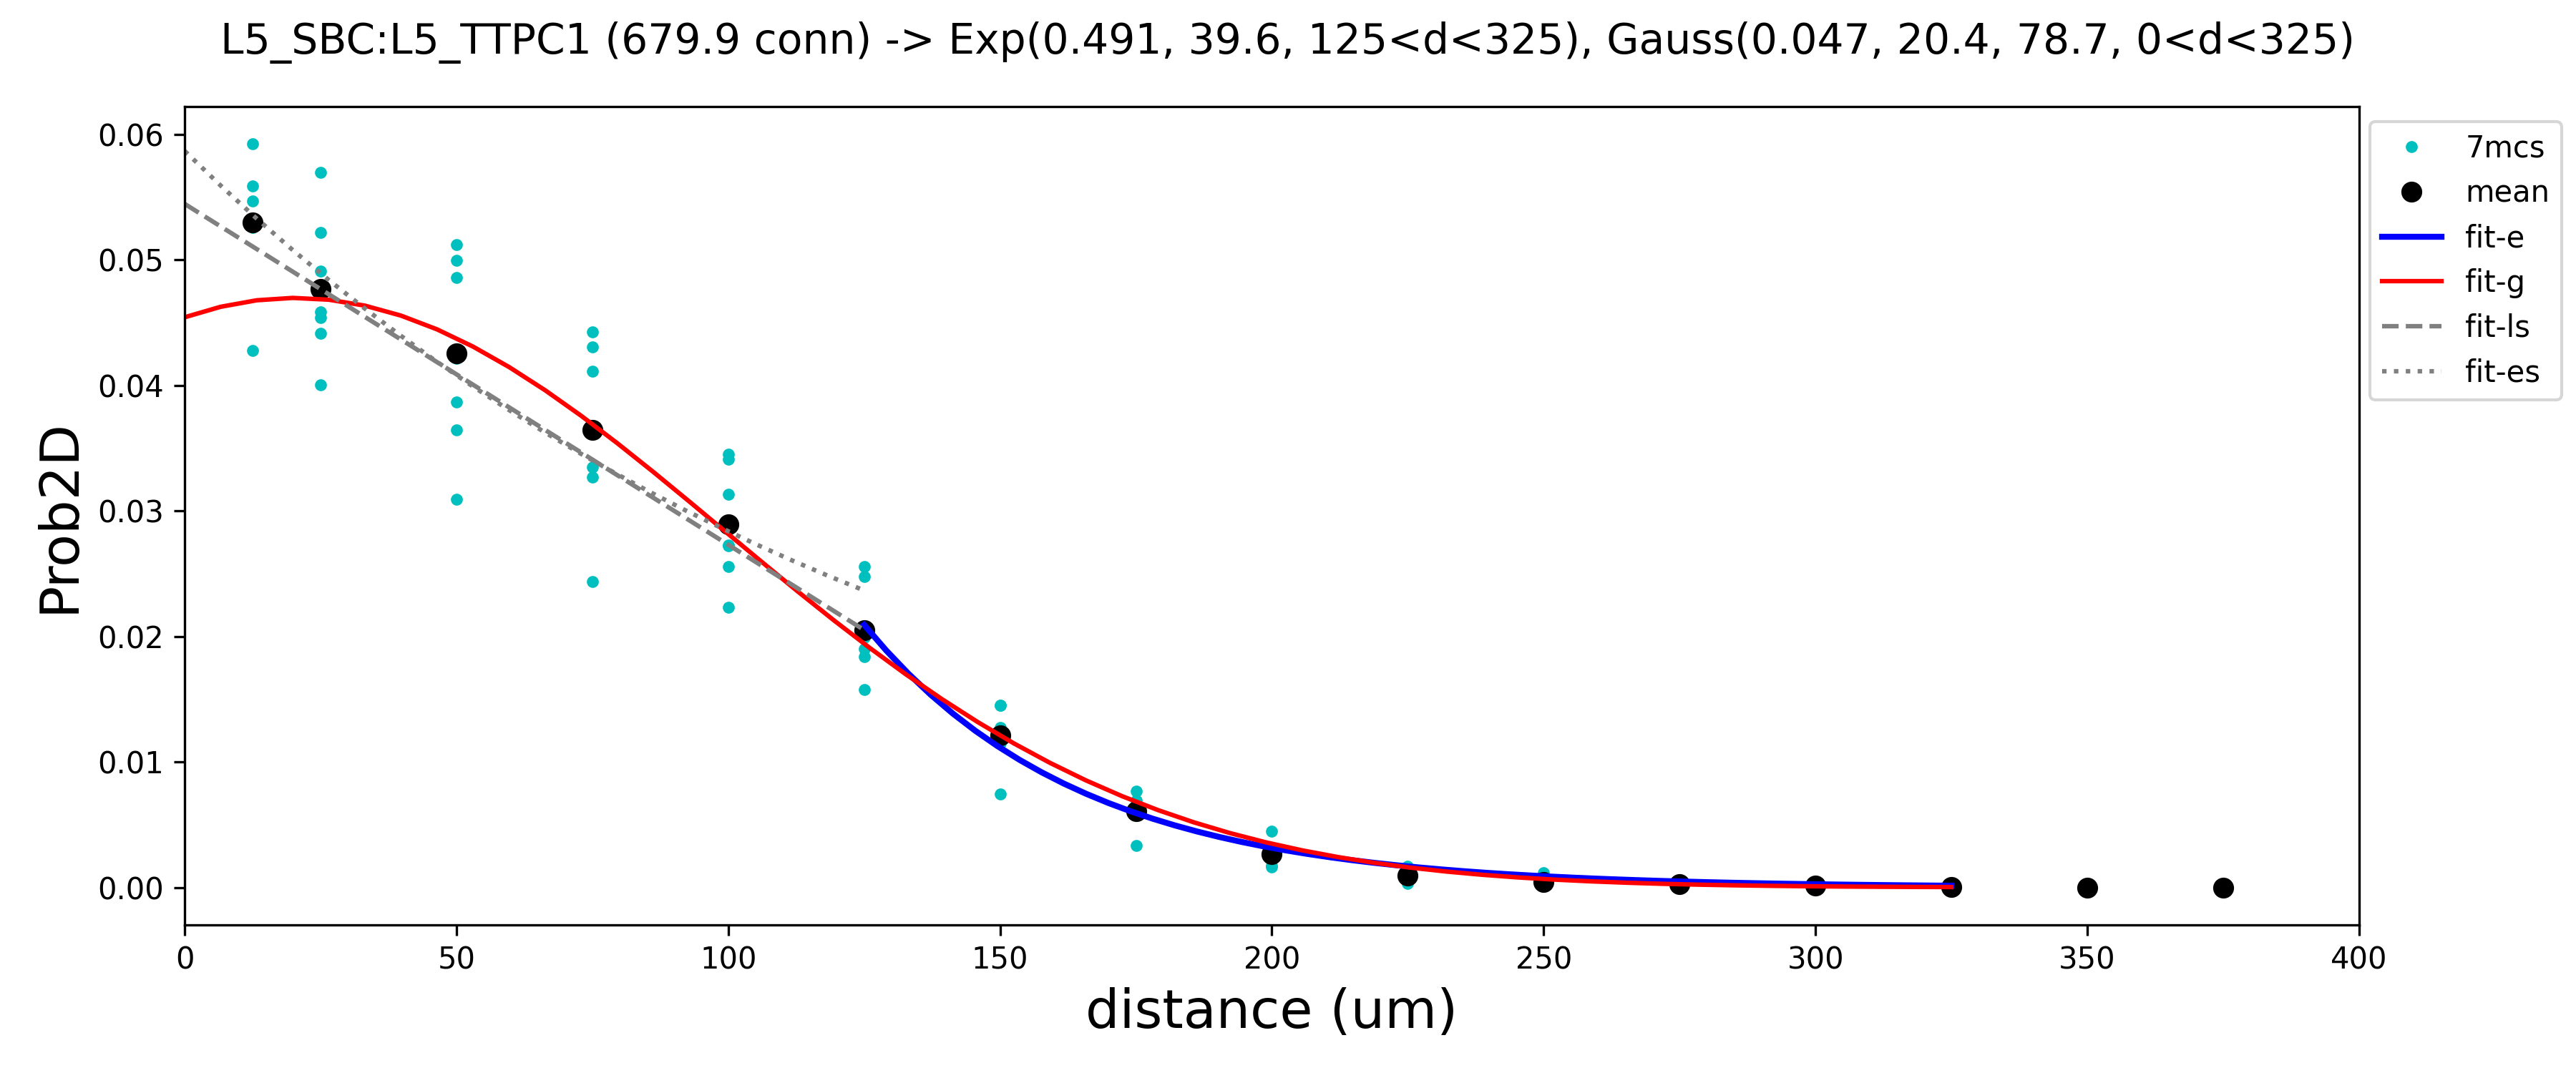 L5_SBC:L5_TTPC1 (679.9 conn) -> Exp(0.491, 39.6, 125<d<325), Gauss(0.047, 20.4, 78.7, 0<d<325)
0.06
0.05
0.04
0.03
0.02
0.01
0.00
Prob2D
0 50 100 150 200 250 300 350 400
distance (um)
7mcs
mean
fit-e
fit-g
fit-ls
fit-es